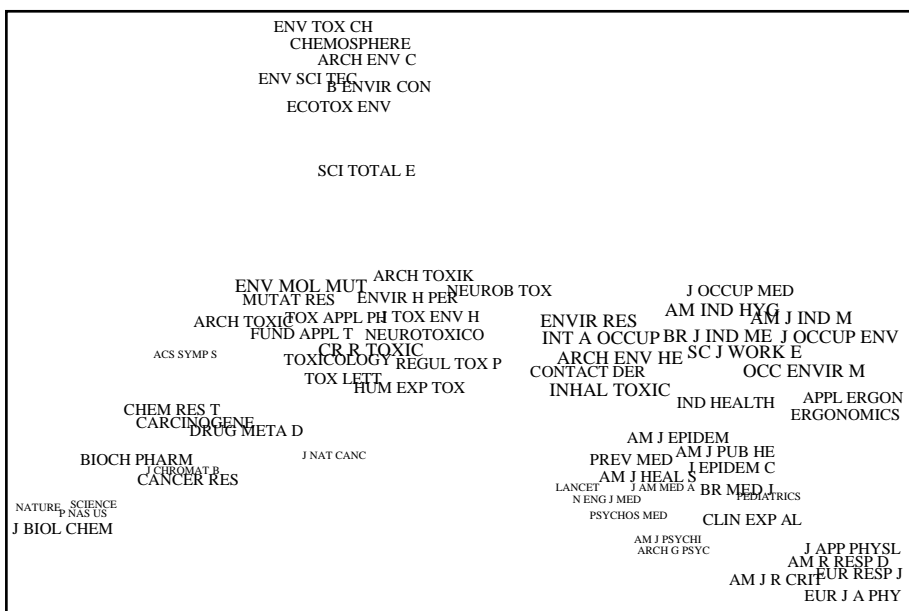 ENV TOX CH
CHEMOSPHERE
ARCH ENV C
ENV SCI TEC
B ENVIR CON
ECOTOX ENV
SCI TOTAL E
ARCH TOXIK
ENV MOL MUT
NEUROB TOX
J OCCUP MED
MUTAT RES
ENVIR H PER
AM IND HYG
TOX APPL PH
J TOX ENV H
AM J IND M
ARCH TOXIC
ENVIR RES
FUND APPL T
NEUROTOXICO
INT A OCCUP
BR J IND ME
J OCCUP ENV
CR R TOXIC
SC J WORK E
ACS SYMP S
TOXICOLOGY
REGUL TOX P
ARCH ENV HE
CONTACT DER
OCC ENVIR M
TOX LETT
HUM EXP TOX
INHAL TOXIC
APPL ERGON
IND HEALTH
CHEM RES T
ERGONOMICS
CARCINOGENE
DRUG META D
AM J EPIDEM
J NAT CANC
AM J PUB HE
BIOCH PHARM
PREV MED
J EPIDEM C
J CHROMAT B
CANCER RES
AM J HEAL S
LANCET
J AM MED A
BR MED J
PEDIATRICS
N ENG J MED
NATURE
SCIENCE
P NAS US
PSYCHOS MED
CLIN EXP AL
J BIOL CHEM
AM J PSYCHI
ARCH G PSYC
J APP PHYSL
AM R RESP D
EUR RESP J
AM J R CRIT
EUR J A PHY